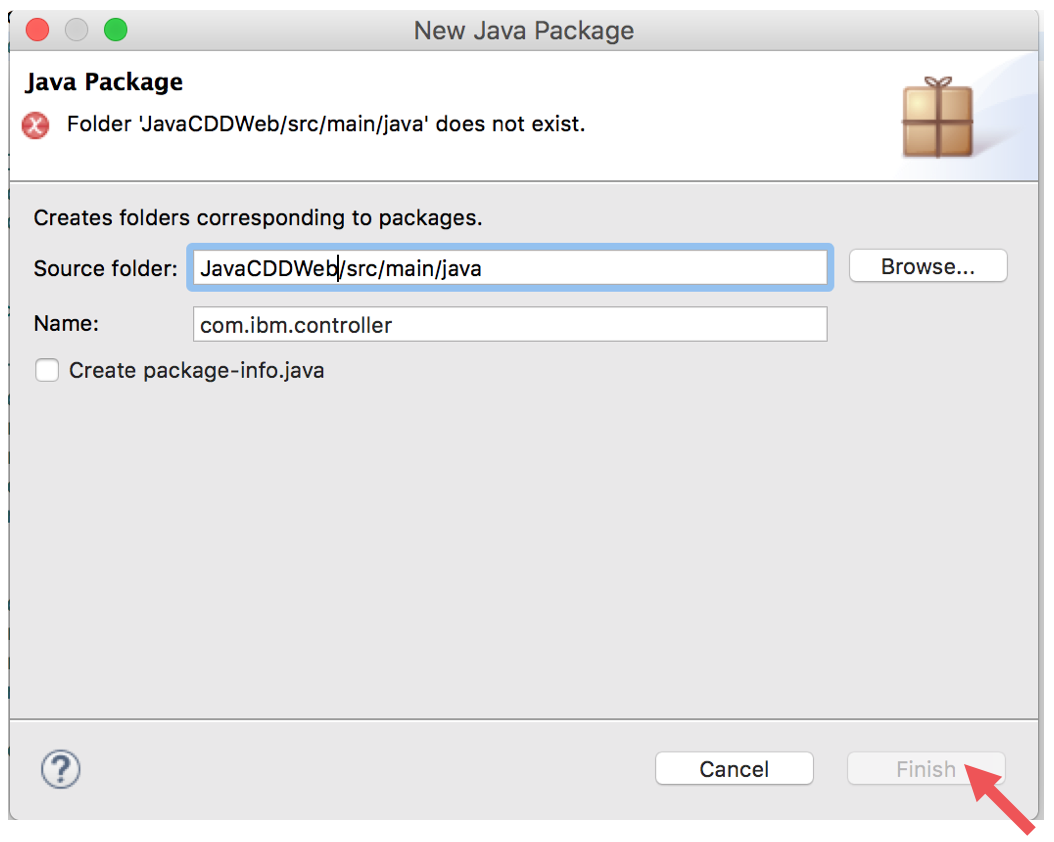 New Java Package
Java Package
Folder 'JavaCDDWeb/src/main/java' does not exist.
Creates folders corresponding to packages.
Source folder: JavaCDDWeb/src/main/java Browse...
Name: com.ibm.controller
Create package-info.java
? Cancel Finish